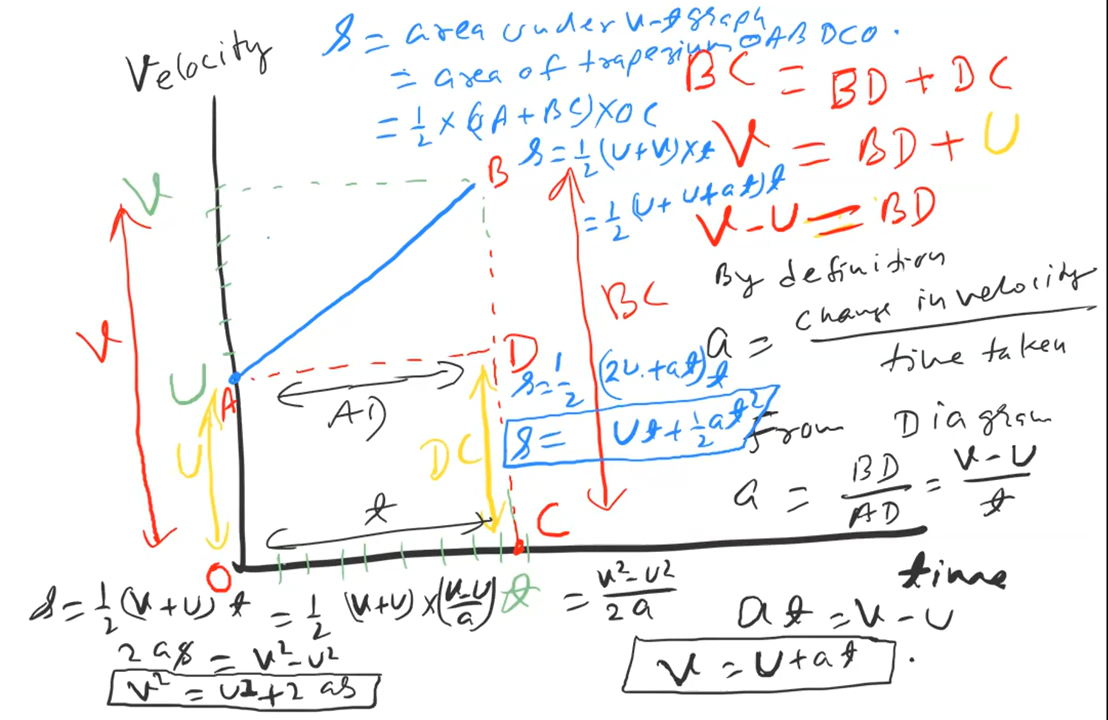 Velocity
S = area under v-t graph
= area of trapezium OABDCO.
= 1/2 × (OA + BC) × OC
S = 1/2 (U+V) × t
= 1/2 (U + U + at) t
S = 1/2 (2U + at) t
S = Ut + 1/2 at²
BC = BD + DC
V = BD + U
V - U = BD
By definition
a = change in velocity / time taken
From Diagram
a = BD / AD = V - U / t
at = V - U
V = U + at .
V
V
U
U
A
B
D
BC
AD
DC
t
C
O
t
time
S = 1/2 (V+U) t = 1/2 (V+U) × (V-U / a) = V² - U² / 2a
2as = V² - U²
V² = U² + 2as